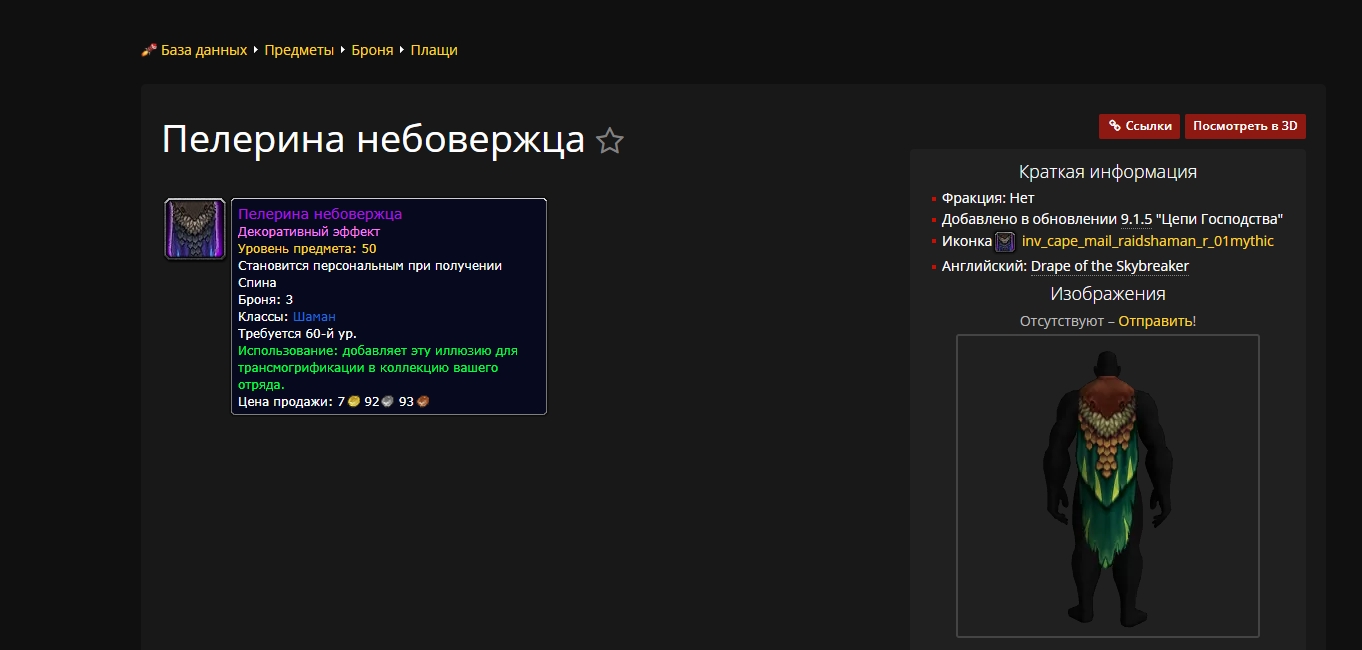 База данных Предметы Броня Плащи
Пелерина небовержца
Ссылки Посмотреть в 3D
Пелерина небовержца
Декоративный эффект
Уровень предмета: 50
Становится персональным при получении
Спина
Броня: 3
Классы: Шаман
Требуется 60-й ур.
Использование: добавляет эту иллюзию для
трансмогрификации в коллекцию вашего
отряда.
Цена продажи: 7 92 93
Краткая информация
Фракция: Нет
Добавлено в обновлении 9.1.5 "Цепи Господства"
Иконка inv_cape_mail_raidshaman_r_01mythic
Английский: Drape of the Skybreaker
Изображения
Отсутствуют – Отправить!